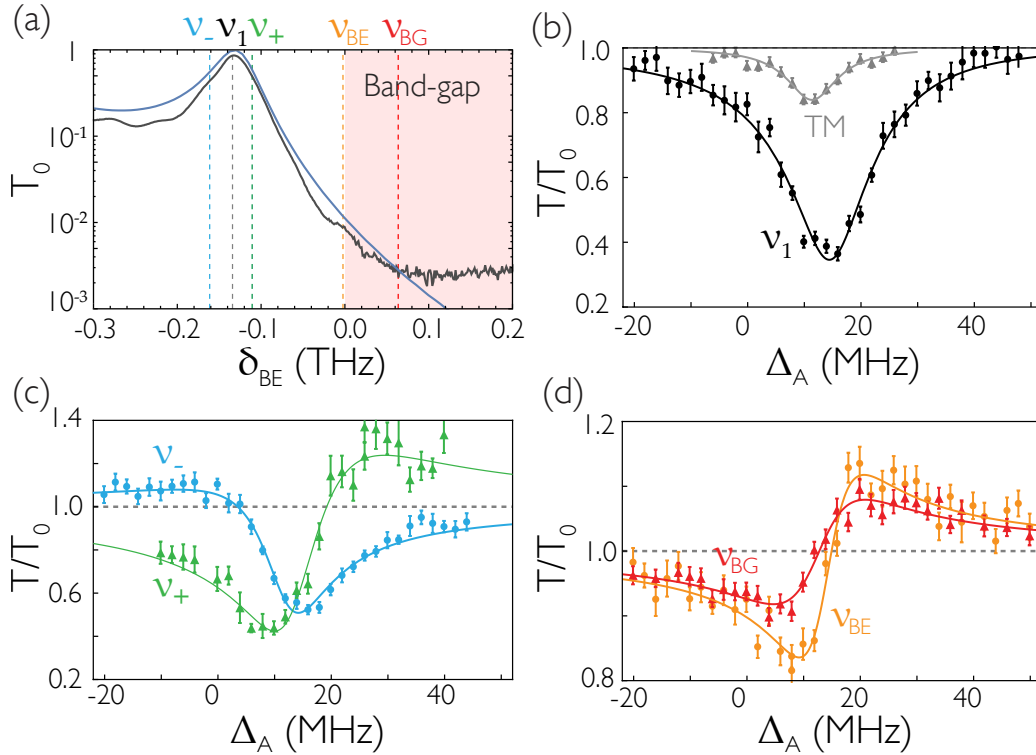 (a)
ν₋ ν₁ ν₊ ν_BE ν_BG
Band-gap
1
10⁻¹
10⁻²
10⁻³
T₀
-0.3 -0.2 -0.1 0.0 0.1 0.2
δ_BE (THz)
(b)
1.0
0.8
0.6
0.4
0.2
T/T₀
TM
ν₁
-20 0 20 40
Δ_A (MHz)
(c)
1.4
1.0
0.6
0.2
T/T₀
ν₋
ν₊
-20 0 20 40
Δ_A (MHz)
(d)
1.2
1.0
0.8
T/T₀
ν_BG
ν_BE
-20 0 20 40
Δ_A (MHz)